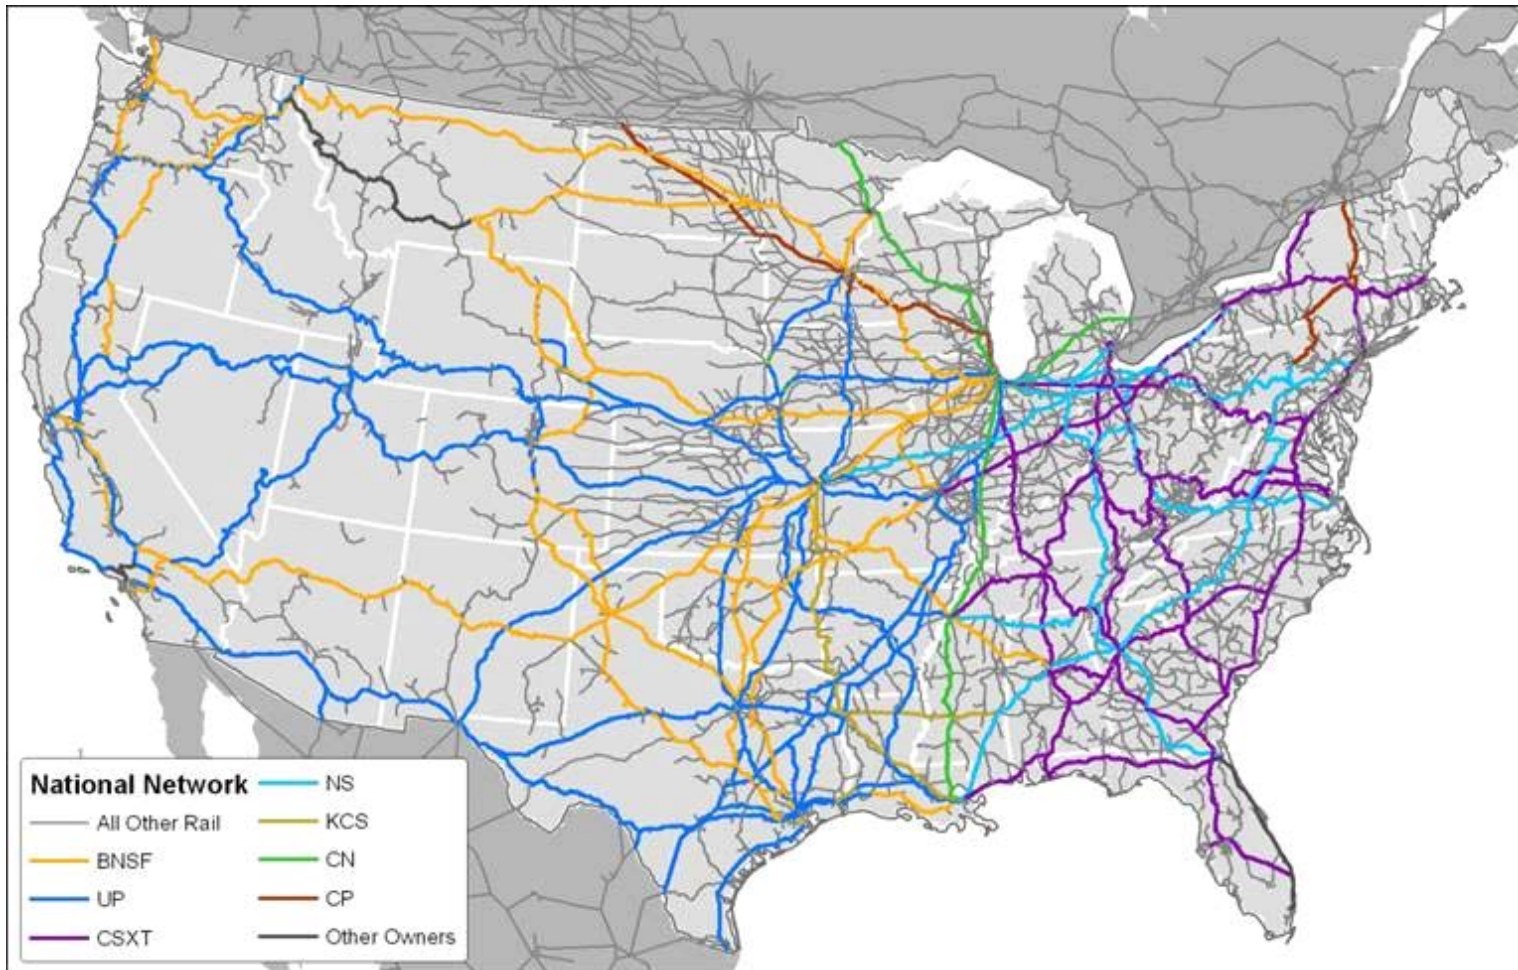 National Network
All Other Rail
BNSF
UP
CSXT
NS
KCS
CN
CP
Other Owners